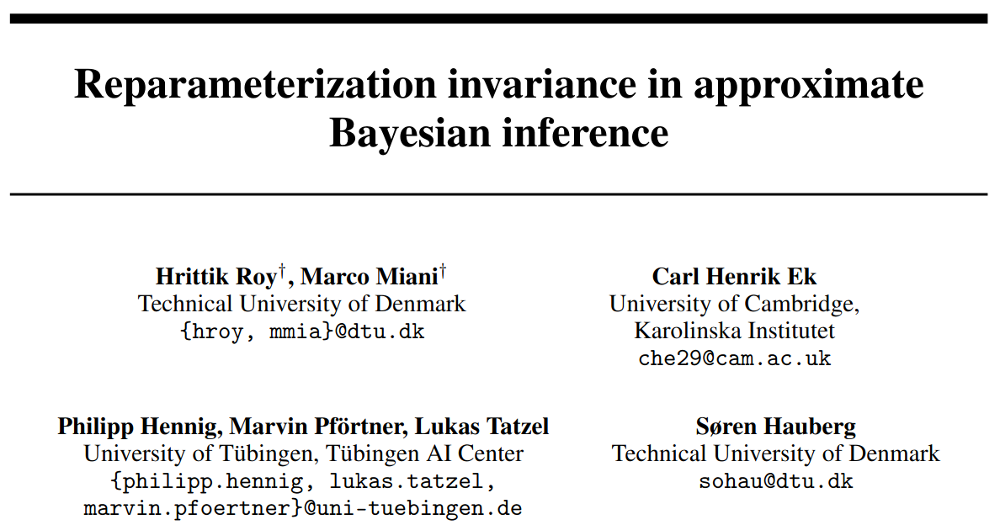 Reparameterization invariance in approximate
Bayesian inference
Hrittik Roy†, Marco Miani†
Technical University of Denmark
{hroy, mmia}@dtu.dk
Carl Henrik Ek
University of Cambridge,
Karolinska Institutet
che29@cam.ac.uk
Philipp Hennig, Marvin Pförtner, Lukas Tatzel
University of Tübingen, Tübingen AI Center
{philipp.hennig, lukas.tatzel,
marvin.pfoertner}@uni-tuebingen.de
Søren Hauberg
Technical University of Denmark
sohau@dtu.dk